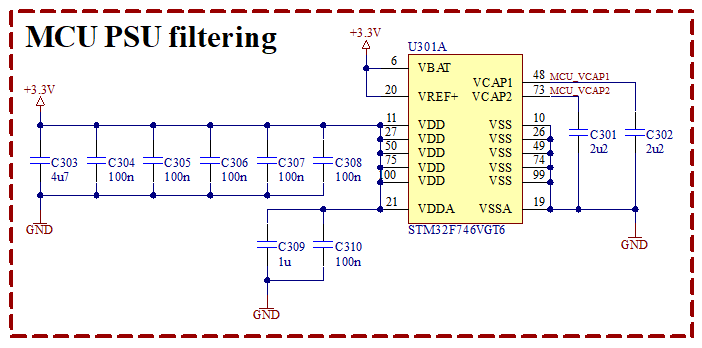 MCU PSU filtering
+3.3V
U301A
6 VBAT
20 VREF+
VCAP1 48 MCU_VCAP1
VCAP2 73 MCU_VCAP2
+3.3V
11 VDD VSS 10
27 VDD VSS 26
50 VDD VSS 49
75 VDD VSS 74
00 VDD VSS 99
21 VDDA VSSA 19
STM32F746VGT6
C303
4u7
C304
100n
C305
100n
C306
100n
C307
100n
C308
100n
C301
2u2
C302
2u2
GND
C309
1u
C310
100n
GND
GND